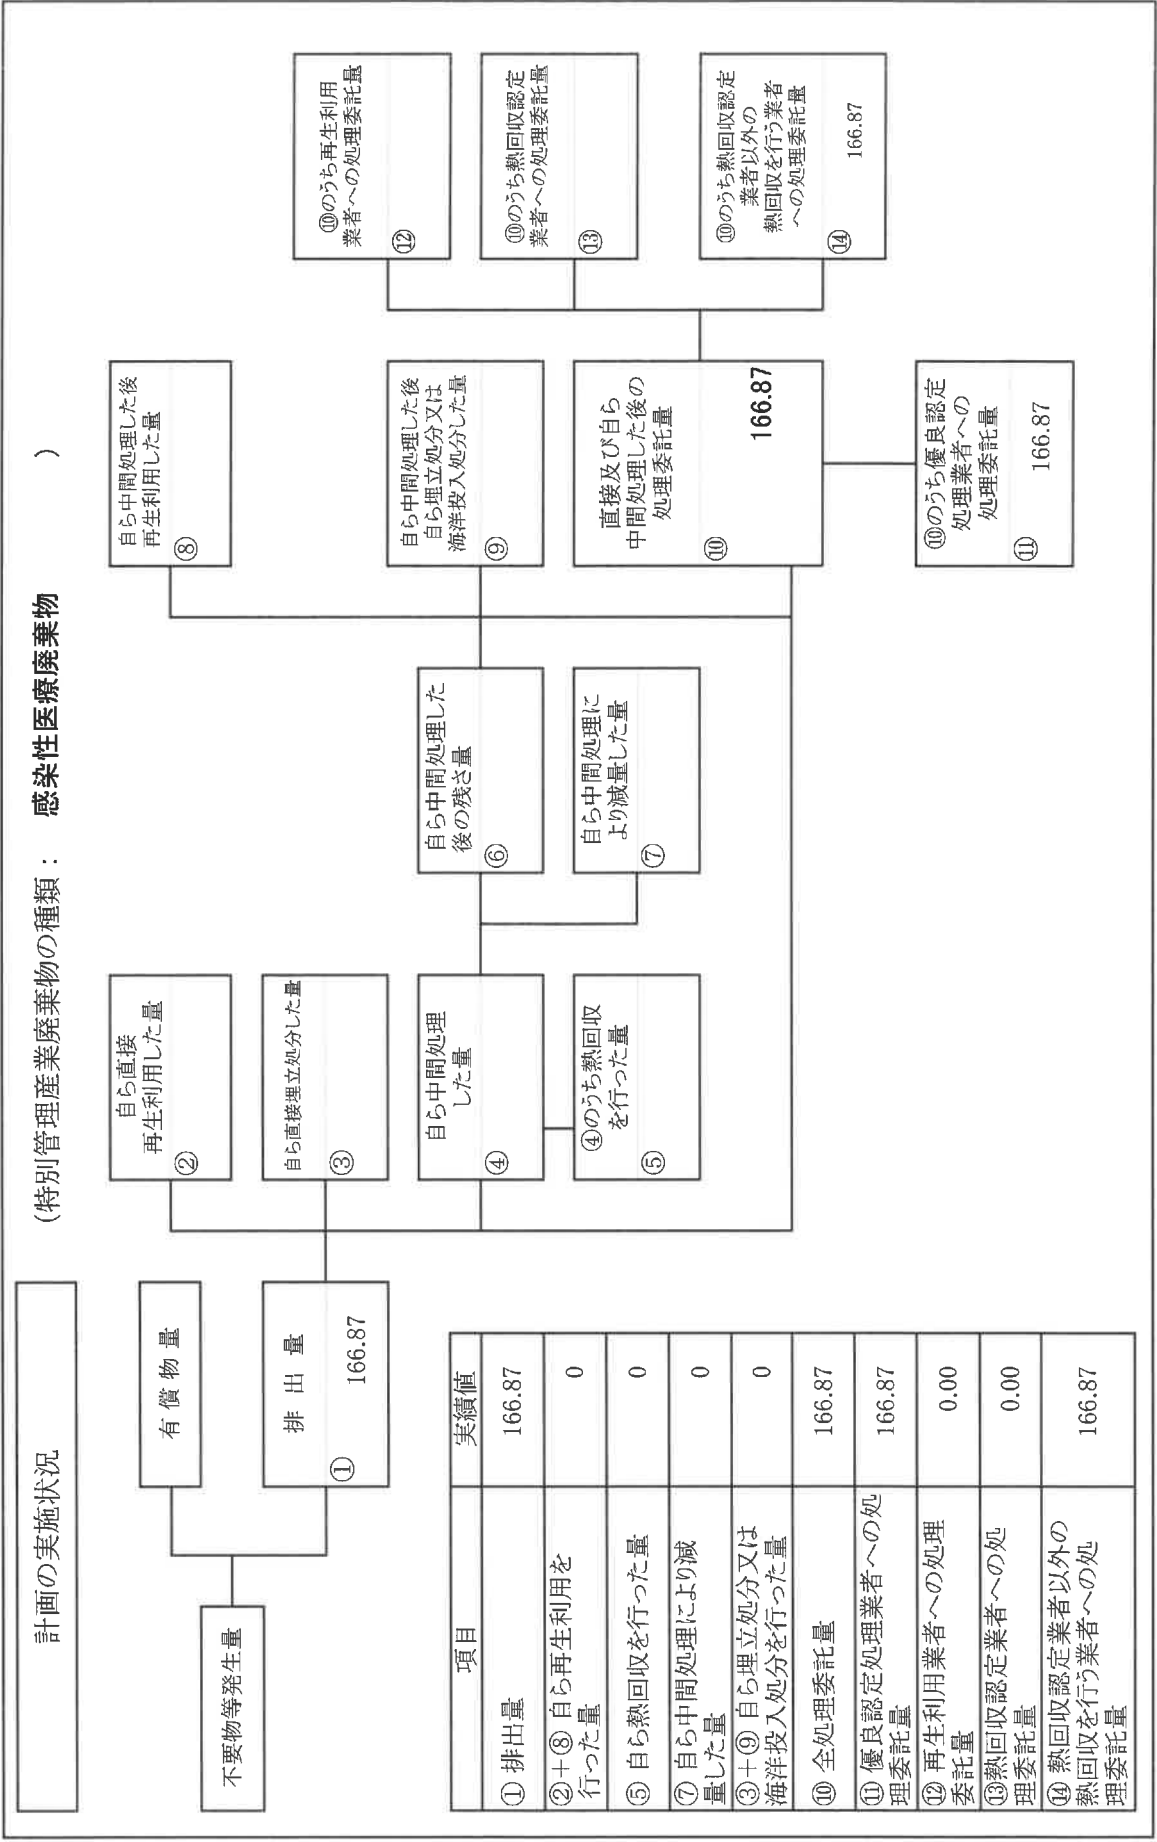 計画の実施状況
(特別管理産業廃棄物の種類： 感染性医療廃棄物 )
不要物等発生量
有償物量
排出量
①
166.87
自ら直接
再生利用した量
②
自ら直接埋立処分した量
③
自ら中間処理
した量
④
④のうち熱回収
を行った量
⑤
自ら中間処理した
後の残さ量
⑥
自ら中間処理に
より減量した量
⑦
自ら中間処理した後
再生利用した量
⑧
自ら中間処理した後
自ら埋立処分又は
海洋投入処分した量
⑨
直接及び自ら
中間処理した後の
処理委託量
⑩
166.87
⑩のうち優良認定
処理業者への
処理委託量
⑪
166.87
⑩のうち再生利用
業者への処理委託量
⑫
⑩のうち熱回収認定
業者への処理委託量
⑬
⑩のうち熱回収認定
業者以外の
熱回収を行う業者
への処理委託量
⑭
166.87
項目 実績値
① 排出量 166.87
②＋⑧ 自ら再生利用を
行った量 0
⑤ 自ら熱回収を行った量 0
⑦ 自ら中間処理により減
量した量 0
③＋⑨ 自ら埋立処分又は
海洋投入処分を行った量 0
⑩ 全処理委託量 166.87
⑪ 優良認定処理業者への処
理委託量 166.87
⑫ 再生利用業者への処理
委託量 0.00
⑬熱回収認定業者への処
理委託量 0.00
⑭ 熱回収認定業者以外の
熱回収を行う業者への処
理委託量 166.87